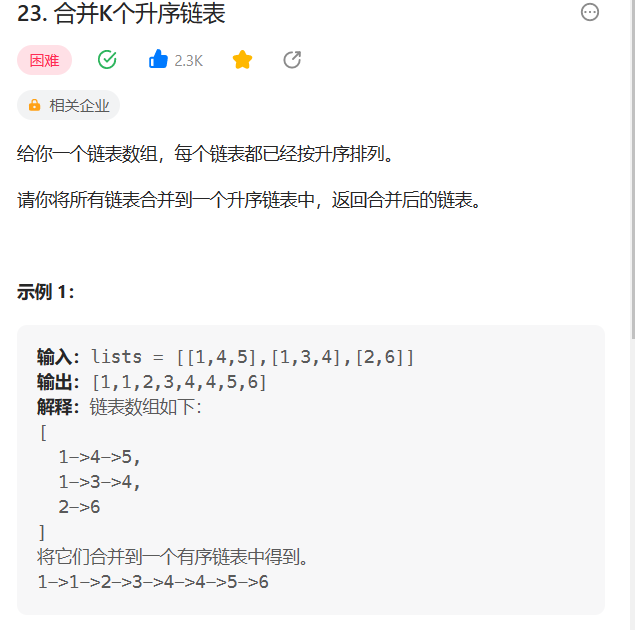 23. 合并K个升序链表
困难 2.3K
相关企业
给你一个链表数组，每个链表都已经按升序排列。
请你将所有链表合并到一个升序链表中，返回合并后的链表。
示例 1：
输入：lists = [[1,4,5],[1,3,4],[2,6]]
输出：[1,1,2,3,4,4,5,6]
解释：链表数组如下：
[
  1->4->5,
  1->3->4,
  2->6
]
将它们合并到一个有序链表中得到。
1->1->2->3->4->4->5->6